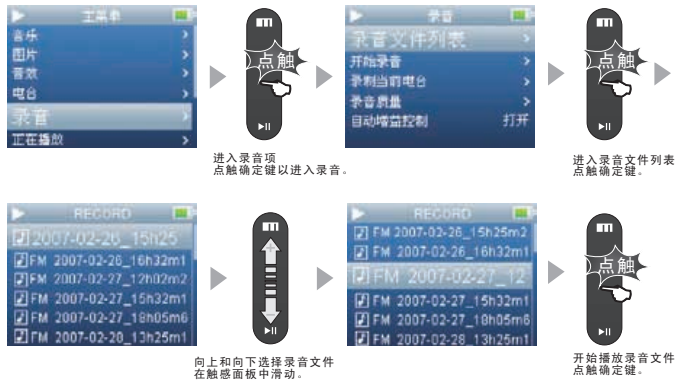 主菜单
音乐
图片
音效
电台
录音
正在播放
点触
进入录音项
点触确定键以进入录音。
录音
录音文件列表
开始录音
录制当前电台
录音质量
自动增益控制 打开
点触
进入录音文件列表
点触确定键。
RECORD
2007-02-26_15h25
FM 2007-02-26_16h32m1
FM 2007-02-27_12h02m2
FM 2007-02-27_15h32m1
FM 2007-02-27_18h05m6
FM 2007-02-28_13h25m1
向上和向下选择录音文件
在触感面板中滑动。
RECORD
FM 2007-02-26_15h25m2
FM 2007-02-26_16h32m1
FM 2007-02-27_12
FM 2007-02-27_15h32m1
FM 2007-02-27_18h05m6
FM 2007-02-28_13h25m1
点触
开始播放录音文件
点触确定键。